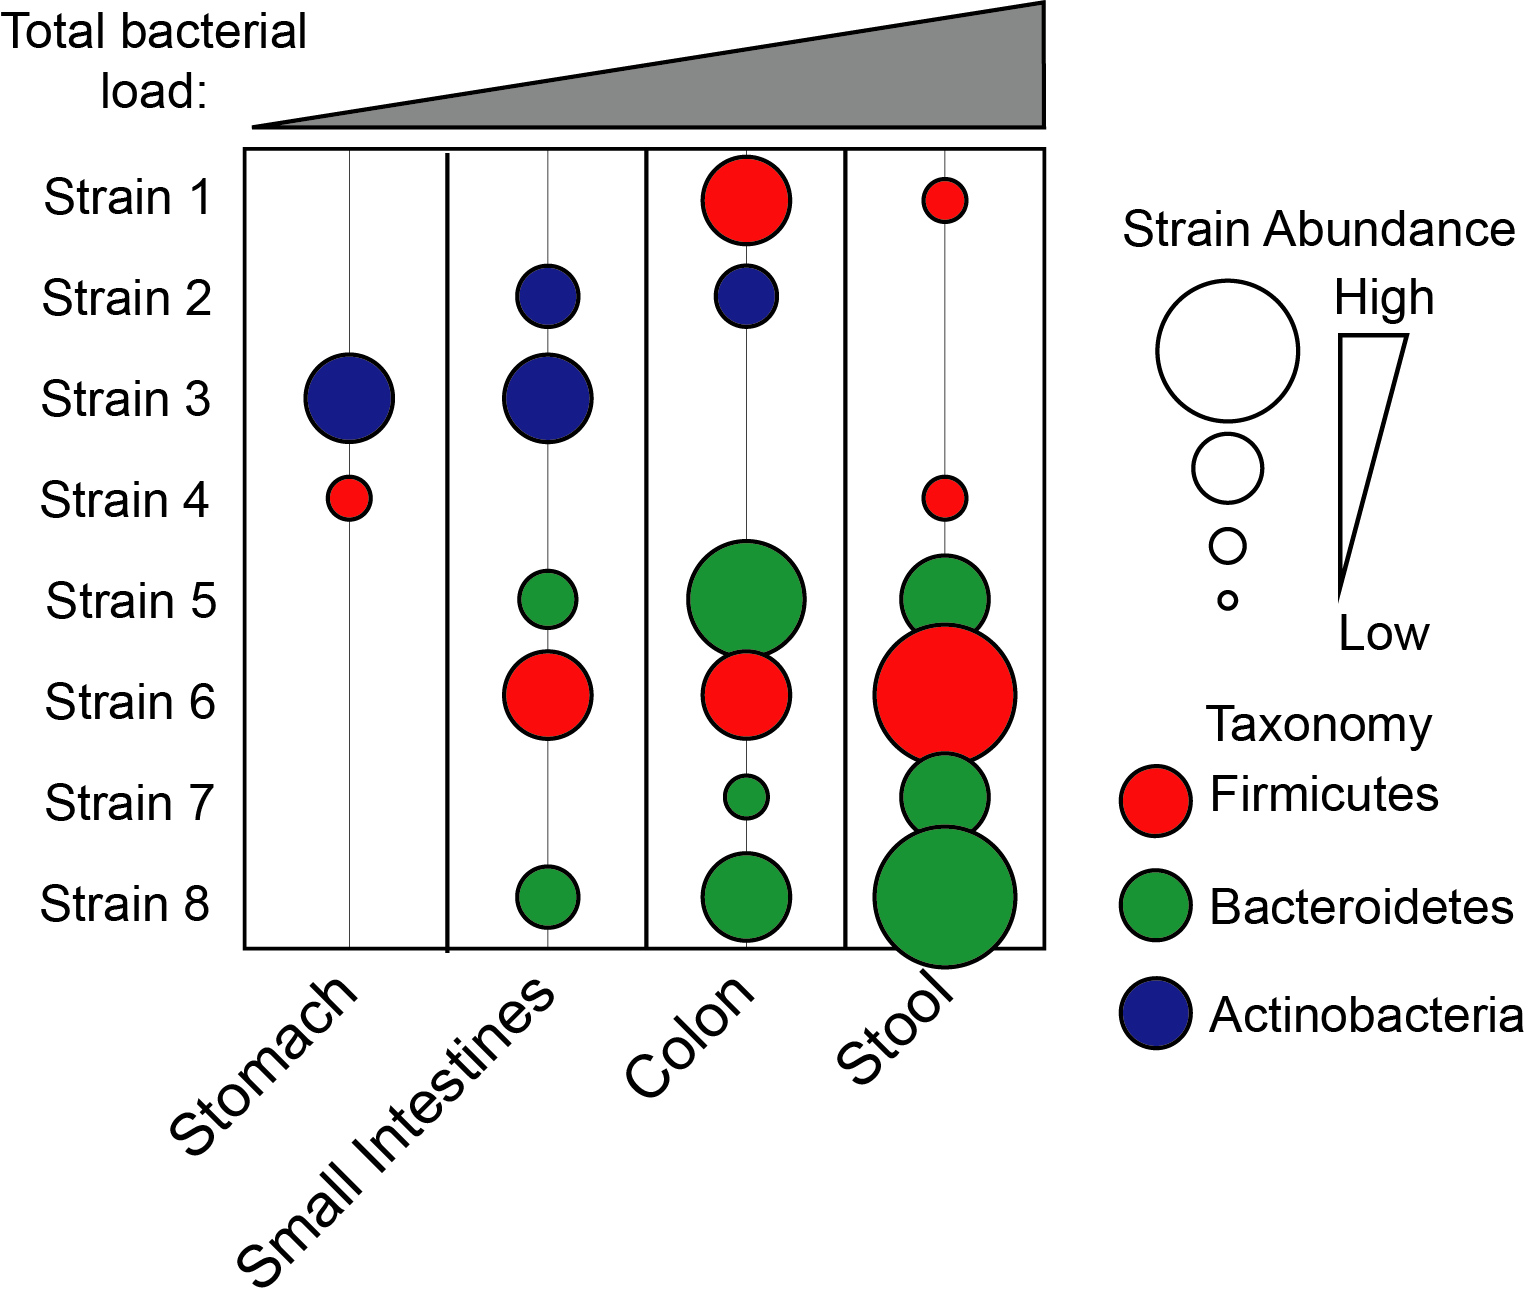 Total bacterial
load:
Strain 1
Strain 2
Strain 3
Strain 4
Strain 5
Strain 6
Strain 7
Strain 8
Stomach
Small Intestines
Colon
Stool
Strain Abundance
High
Low
Taxonomy
Firmicutes
Bacteroidetes
Actinobacteria